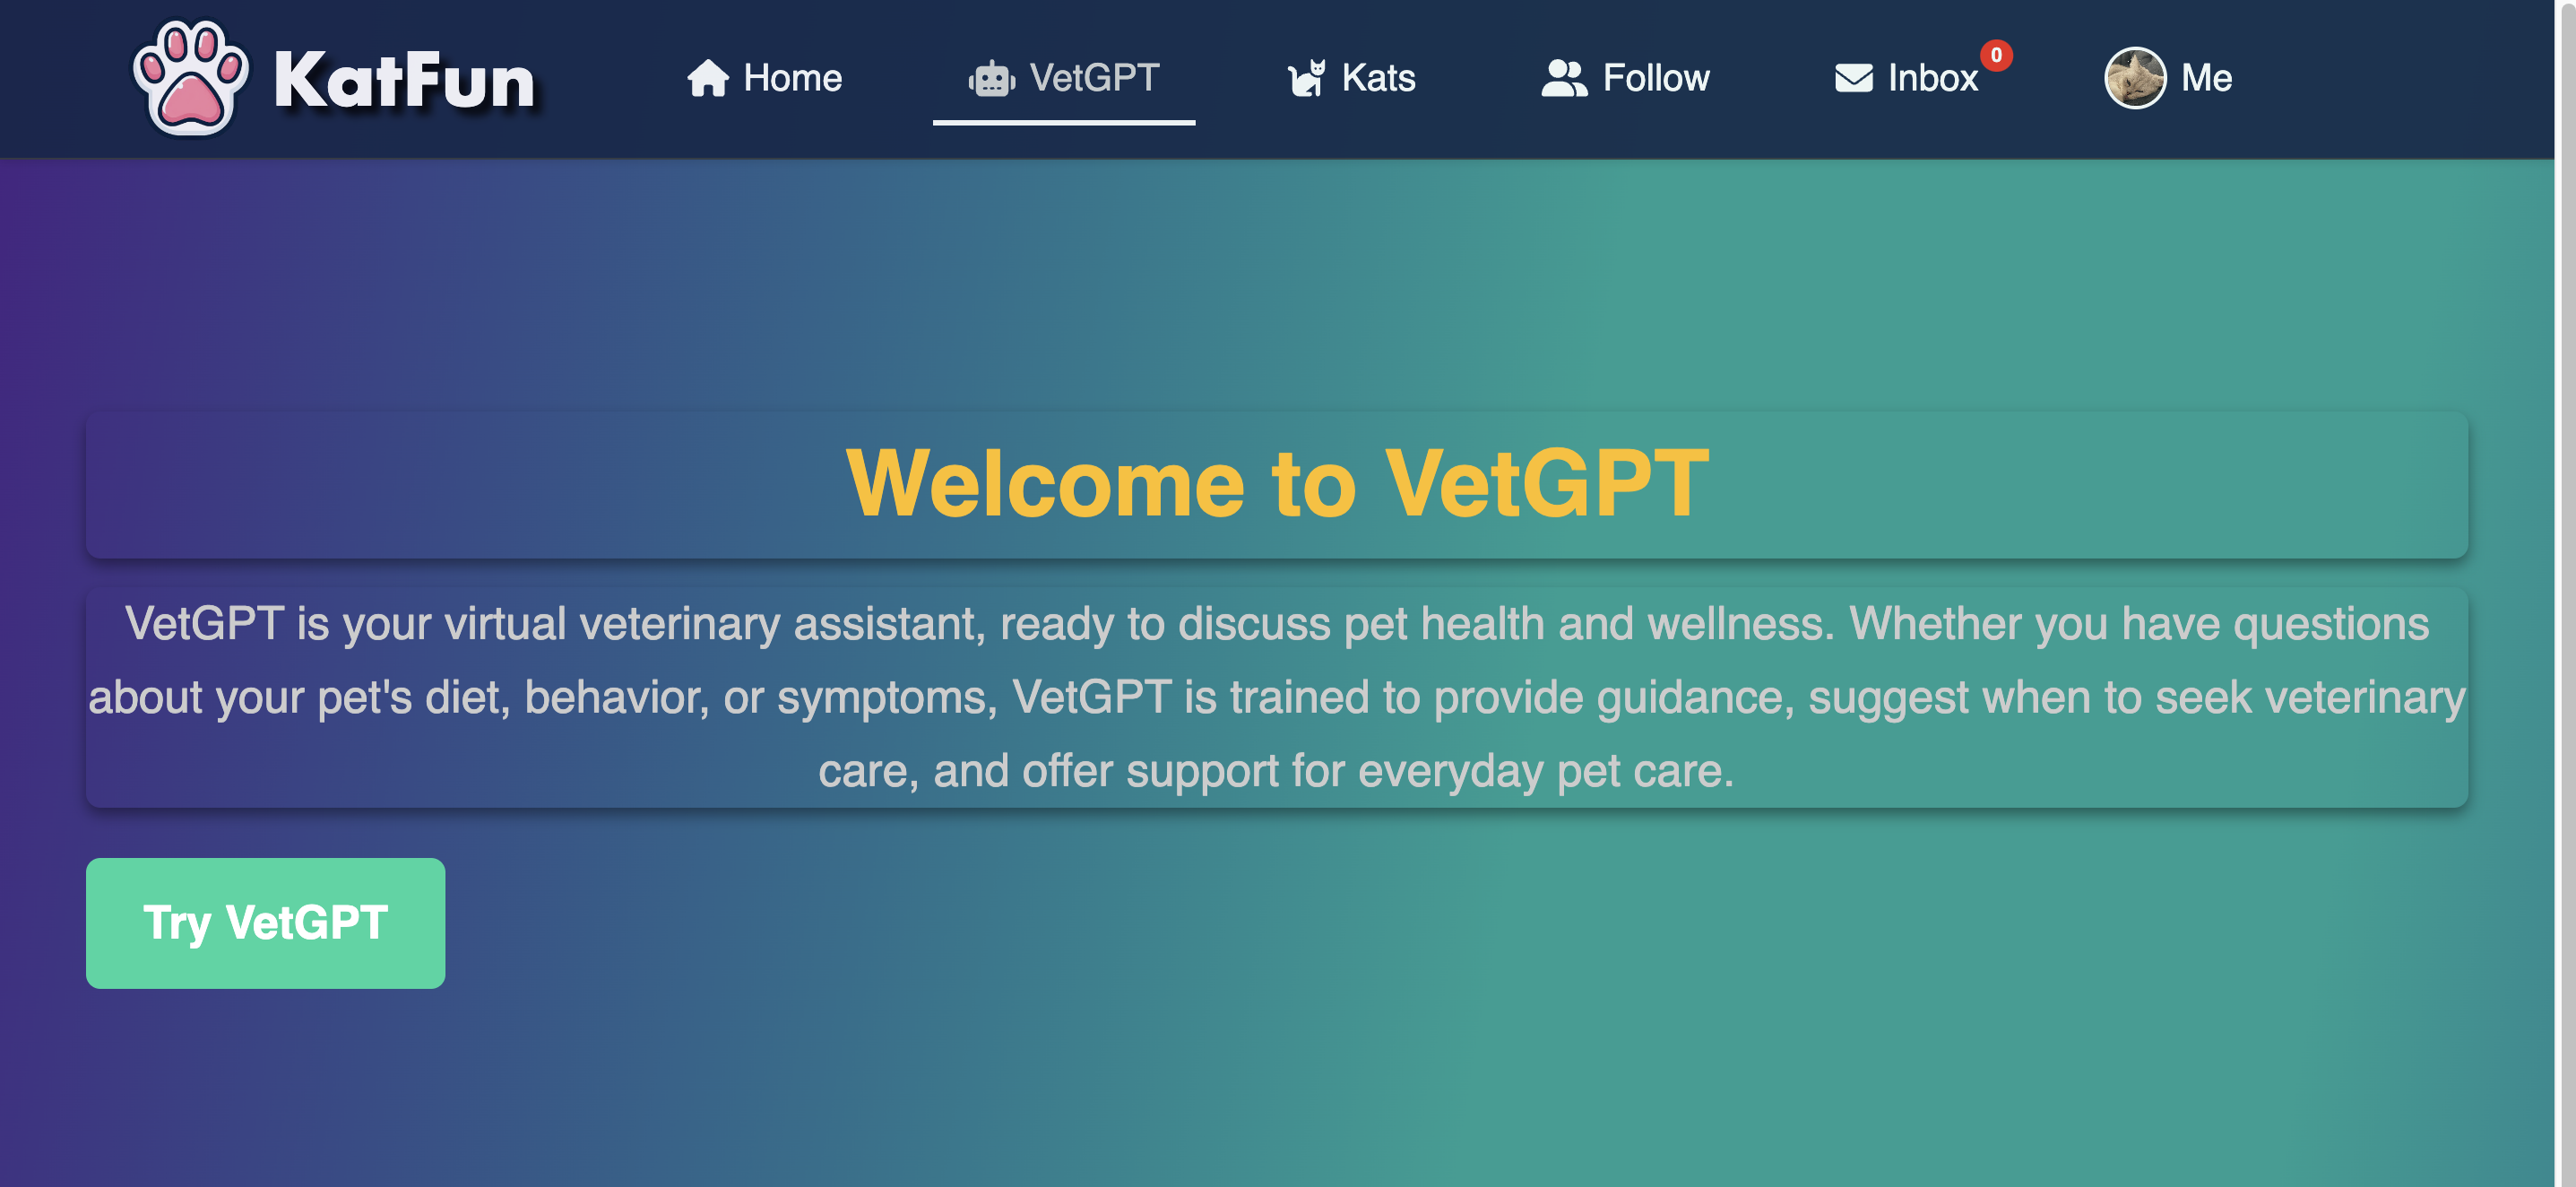 KatFun
Home
VetGPT
Kats
Follow
Inbox
0
Me
Welcome to VetGPT
VetGPT is your virtual veterinary assistant, ready to discuss pet health and wellness. Whether you have questions
about your pet's diet, behavior, or symptoms, VetGPT is trained to provide guidance, suggest when to seek veterinary
care, and offer support for everyday pet care.
Try VetGPT